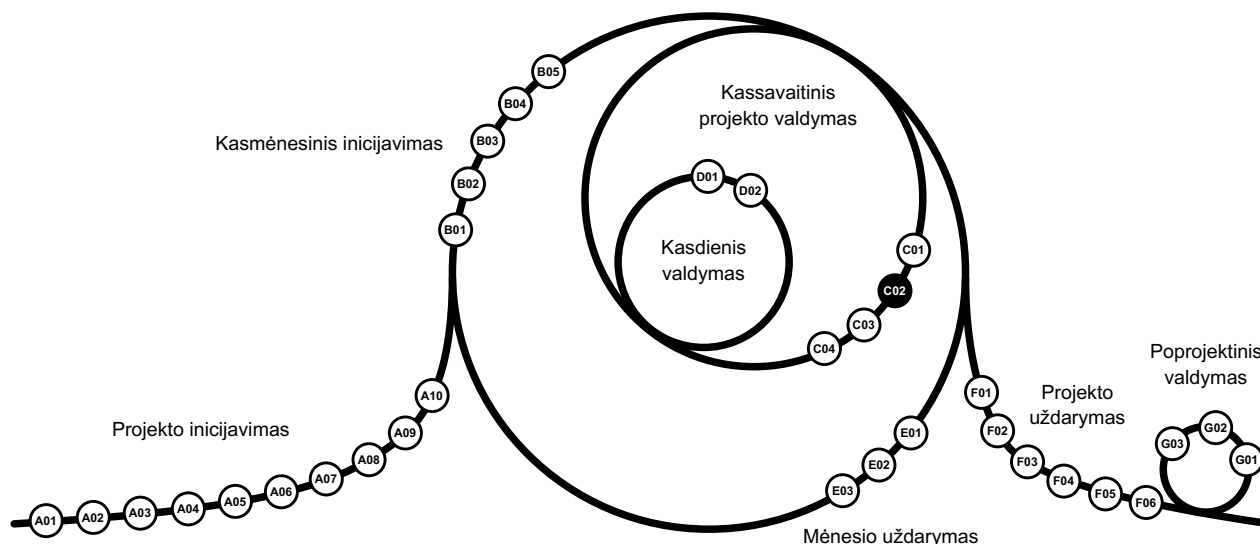 B05
B04
B03
B02
B01
Kasmėnesinis inicijavimas
Kassavaitinis
projekto valdymas
D01
D02
Kasdienis
valdymas
C01
C02
C03
C04
Projekto inicijavimas
A01
A02
A03
A04
A05
A06
A07
A08
A09
A10
E01
E02
E03
Mėnesio uždarymas
Projekto
uždarymas
F01
F02
F03
F04
F05
F06
Poprojektinis
valdymas
G03
G02
G01